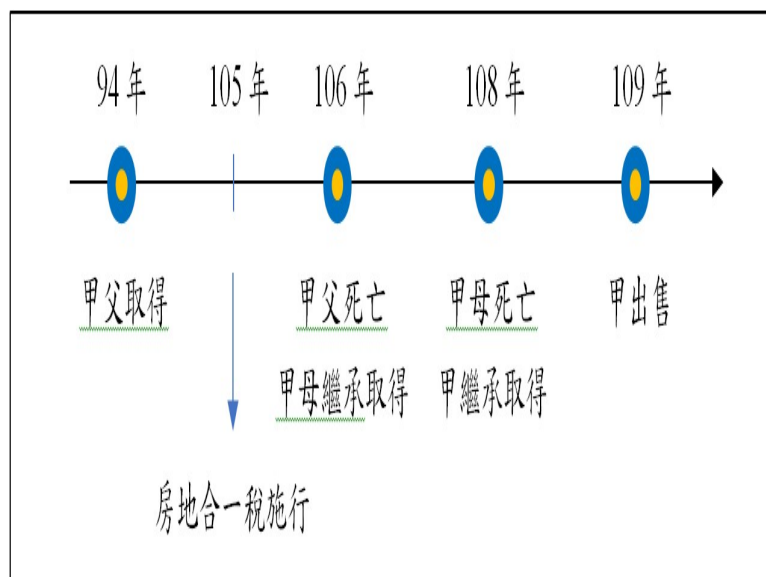 94年 105年 106年 108年 109年
甲父取得 甲父死亡 甲母死亡 甲出售
甲母繼承取得 甲繼承取得
房地合一稅施行